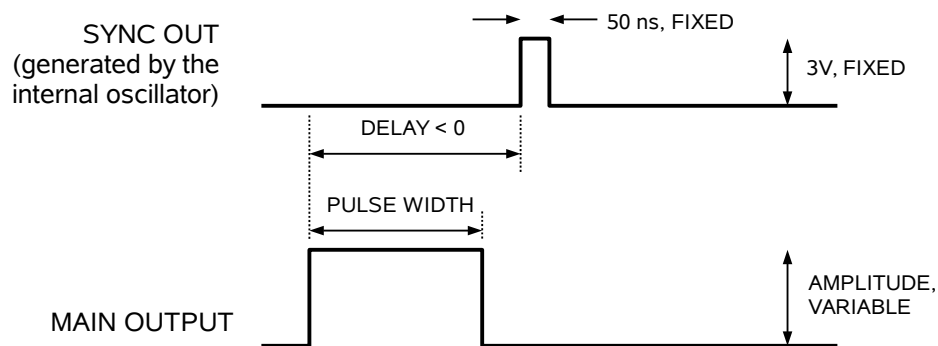 SYNC OUT
(generated by the
internal oscillator)
50 ns, FIXED
3V, FIXED
DELAY < 0
PULSE WIDTH
MAIN OUTPUT
AMPLITUDE,
VARIABLE